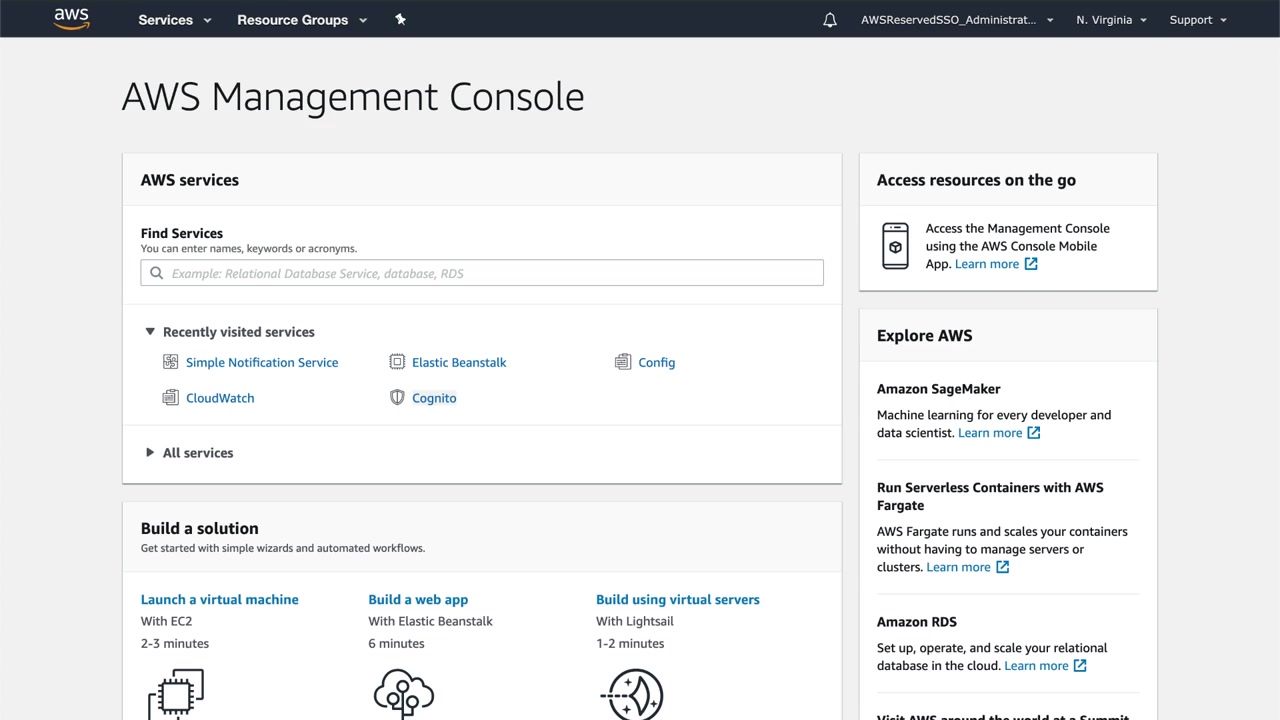 aws
Services
Resource Groups
AWSReservedSSO_Administrat...
N. Virginia
Support
AWS Management Console
AWS services
Find Services
You can enter names, keywords or acronyms.
Example: Relational Database Service, database, RDS
Recently visited services
Simple Notification Service
Elastic Beanstalk
Config
CloudWatch
Cognito
All services
Build a solution
Get started with simple wizards and automated workflows.
Launch a virtual machine
With EC2
2-3 minutes
Build a web app
With Elastic Beanstalk
6 minutes
Build using virtual servers
With Lightsail
1-2 minutes
Access resources on the go
Access the Management Console
using the AWS Console Mobile
App. Learn more
Explore AWS
Amazon SageMaker
Machine learning for every developer and
data scientist. Learn more
Run Serverless Containers with AWS
Fargate
AWS Fargate runs and scales your containers
without having to manage servers or
clusters. Learn more
Amazon RDS
Set up, operate, and scale your relational
database in the cloud. Learn more
Visit AWS around the world at a Summit